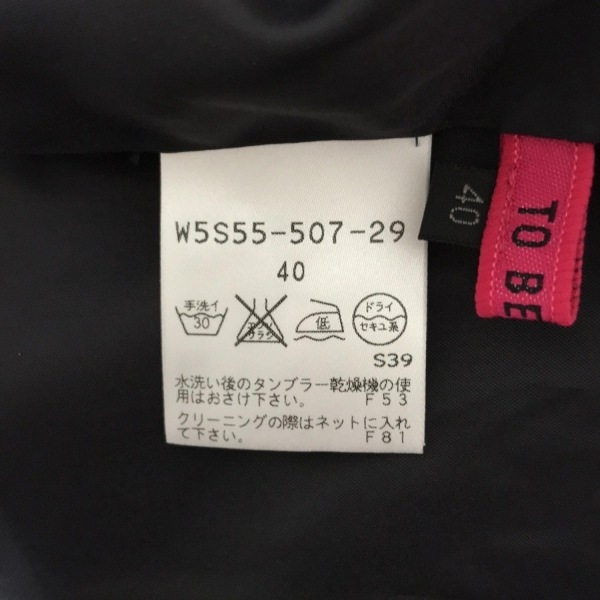 W5S55-507-29
40
手洗イ
30
エンソ
サラシ
低
ドライ
セキユ系
S39
水洗い後のタンブラー乾燥機の使
用はおさけ下さい。 F53
クリーニングの際はネットに入れ
て下さい。 F81
40
TO BE